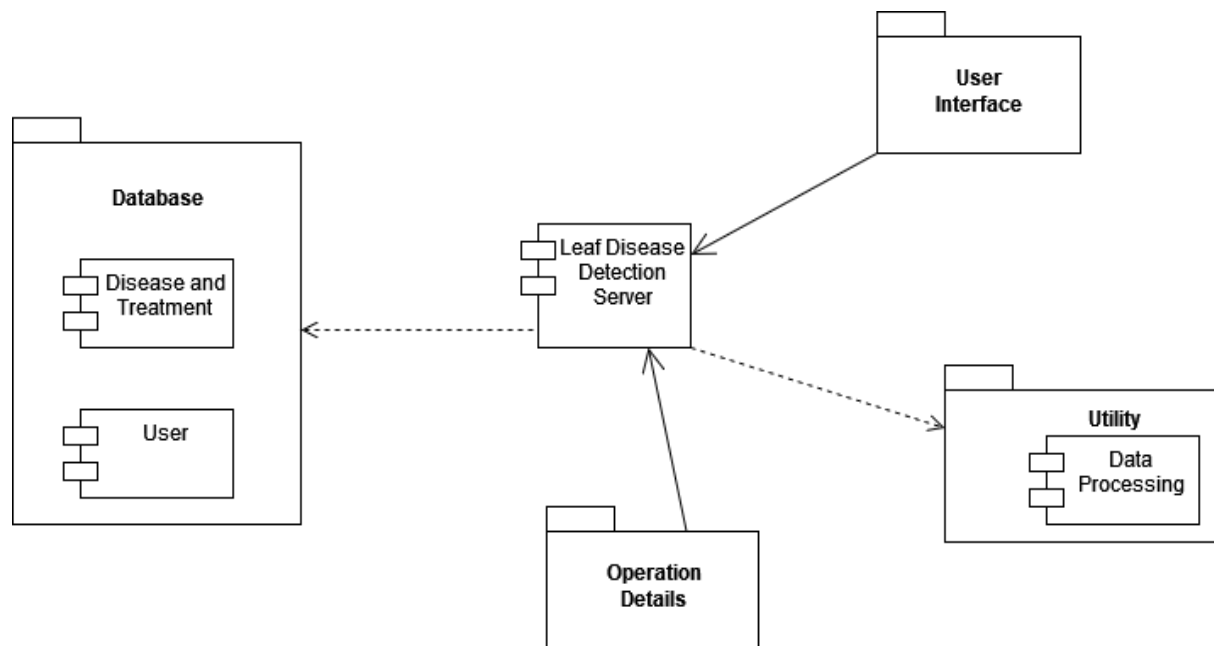 User
Interface
Database
Leaf Disease
Detection
Server
Disease and
Treatment
User
Utility
Data
Processing
Operation
Details